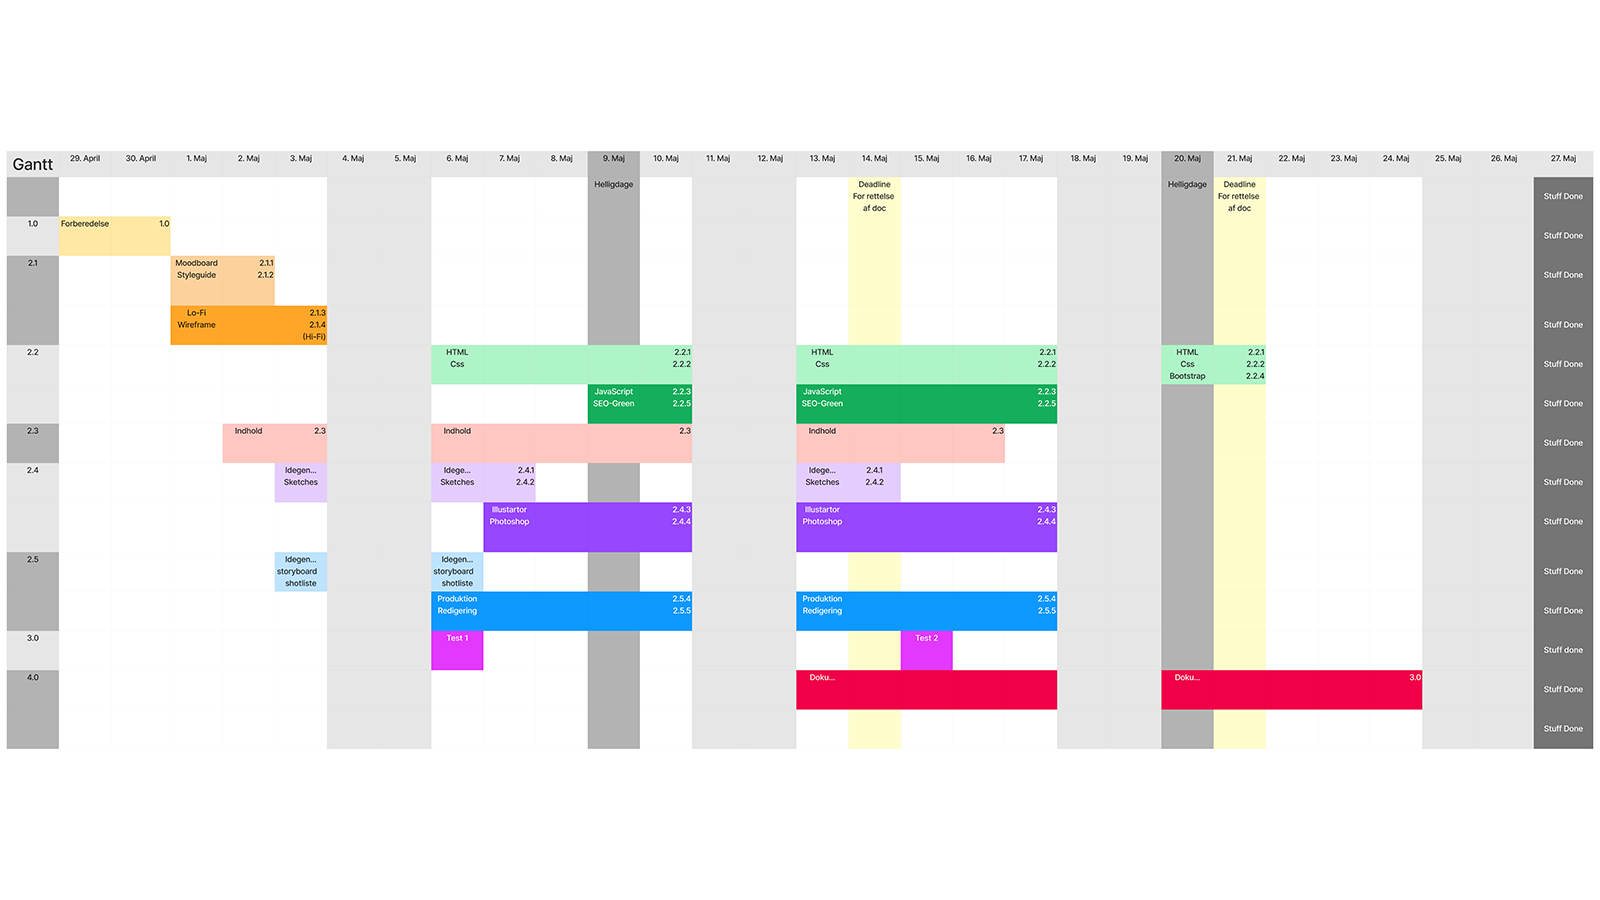 Gantt 29. April 30. April 1. Maj 2. Maj 3. Maj 4. Maj 5. Maj 6. Maj 7. Maj 8. Maj 9. Maj 10. Maj 11. Maj 12. Maj 13. Maj 14. Maj 15. Maj 16. Maj 17. Maj 18. Maj 19. Maj 20. Maj 21. Maj 22. Maj 23. Maj 24. Maj 25. Maj 26. Maj 27. Maj
Helligdage Deadline Helligdage Deadline
For rettelse For rettelse Stuff Done
af doc af doc
1.0 Forberedelse 1.0
Stuff Done
2.1 Moodboard 2.1.1
Styleguide 2.1.2 Stuff Done
Lo-Fi 2.1.3
Wireframe 2.1.4 Stuff Done
(Hi-Fi)
2.2 HTML 2.2.1 HTML 2.2.1 HTML 2.2.1
Css 2.2.2 Css 2.2.2 Css 2.2.2 Stuff Done
Bootstrap 2.2.4
JavaScript 2.2.3 JavaScript 2.2.3
SEO-Green 2.2.5 SEO-Green 2.2.5 Stuff Done
2.3 Indhold 2.3 Indhold 2.3 Indhold 2.3
Stuff Done
2.4 Idegen... Idege... 2.4.1 Idege... 2.4.1
Sketches Sketches 2.4.2 Sketches 2.4.2 Stuff Done
Illustartor 2.4.3 Illustartor 2.4.3
Photoshop 2.4.4 Photoshop 2.4.4 Stuff Done
2.5 Idegen... Idegen...
storyboard storyboard Stuff Done
shotliste shotliste
Produktion 2.5.4 Produktion 2.5.4
Redigering 2.5.5 Redigering 2.5.5 Stuff Done
3.0 Test 1 Test 2
Stuff done
4.0 Doku... Doku... 3.0
Stuff Done
Stuff Done